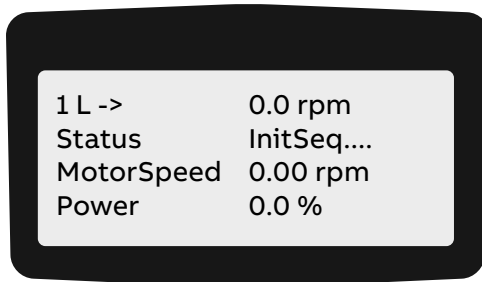 1 L -> 0.0 rpm
Status InitSeq....
MotorSpeed 0.00 rpm
Power 0.0 %